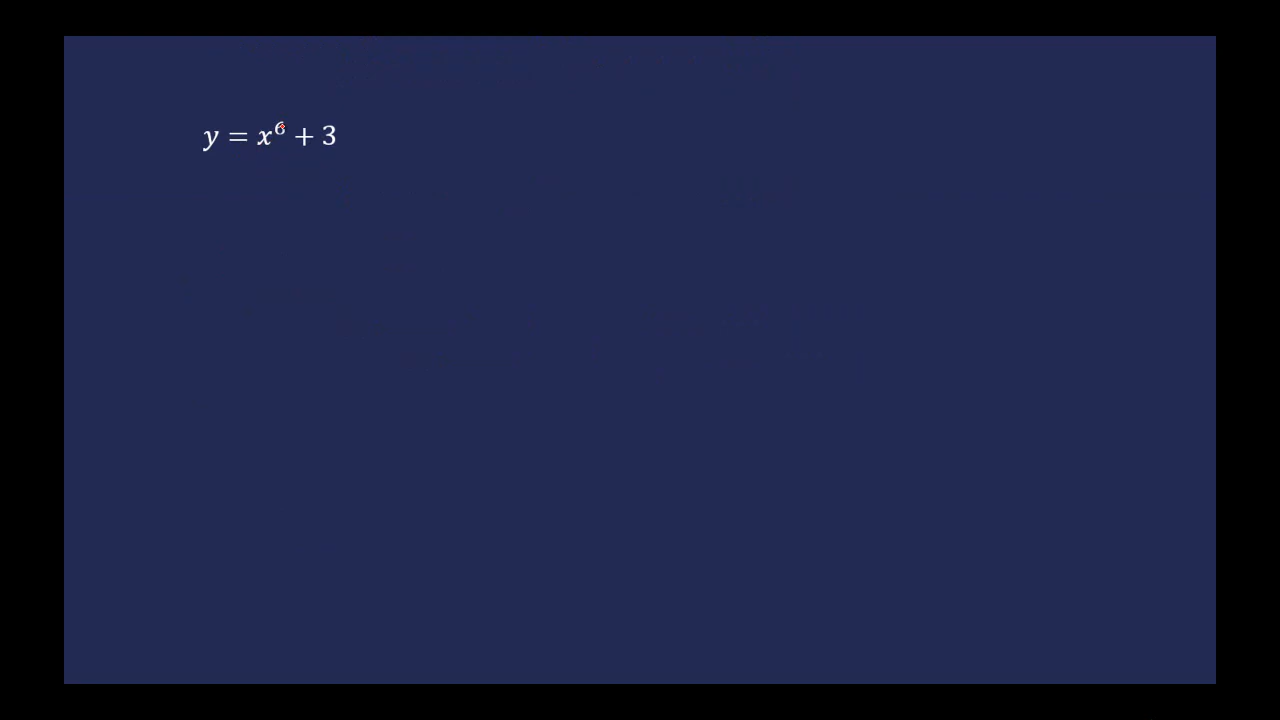 y = x⁶ + 3